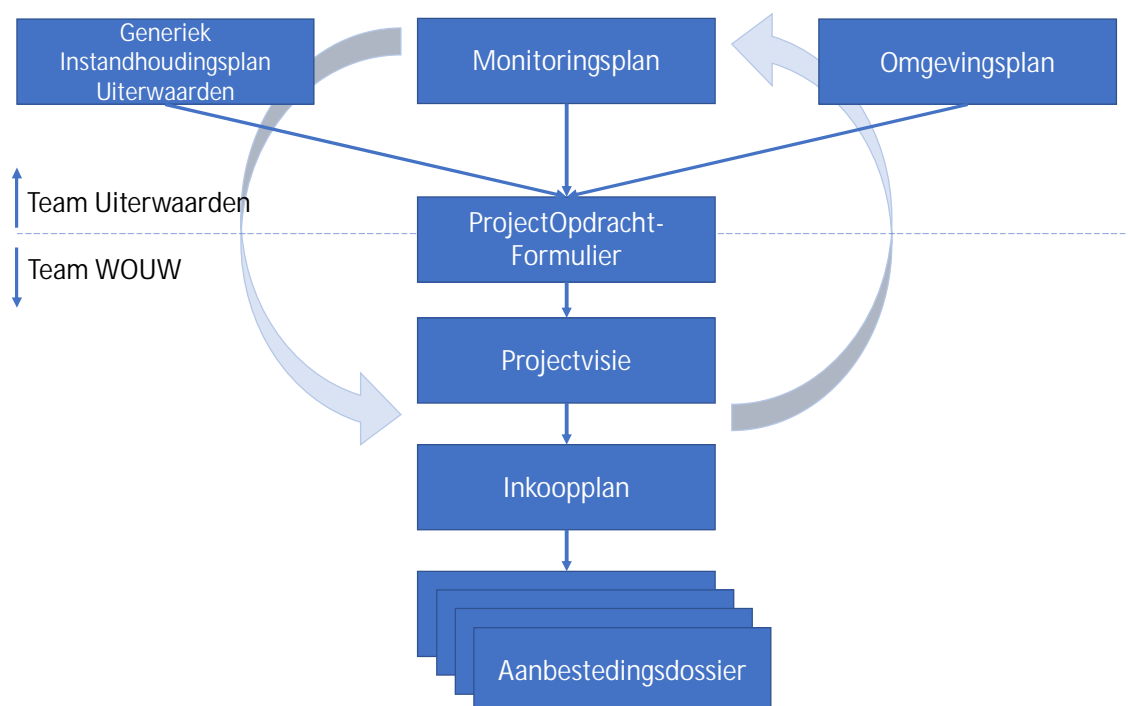 Generiek
Instandhoudingsplan
Uiterwaarden
Monitoringsplan
Omgevingsplan
Team Uiterwaarden
Team WOUW
ProjectOpdracht-
Formulier
Projectvisie
Inkoopplan
Aanbestedingsdossier